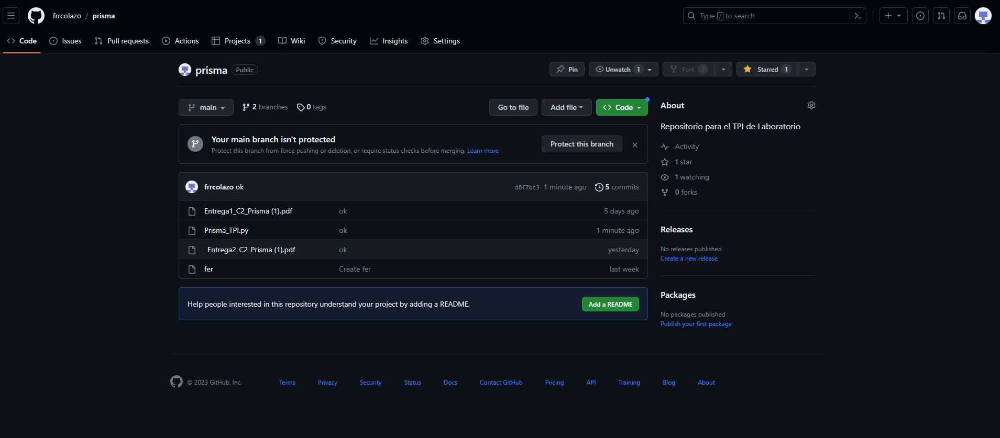 frrcolazo / prisma
Type / to search
Code Issues Pull requests Actions Projects 1 Wiki Security Insights Settings
prisma Public
Pin Unwatch 1 Fork 0 Starred 1
main 2 branches 0 tags Go to file Add file Code
Your main branch isn't protected
Protect this branch from force pushing or deletion, or require status checks before merging. Learn more
Protect this branch
frrcolazo ok d8f7bc3 1 minute ago 5 commits
Entrega1_C2_Prisma (1).pdf ok 5 days ago
Prisma_TPI.py ok 1 minute ago
_Entrega2_C2_Prisma (1).pdf ok yesterday
fer Create fer last week
Help people interested in this repository understand your project by adding a README. Add a README
About
Repositorio para el TPI de Laboratorio
Activity
1 star
1 watching
0 forks
Releases
No releases published
Create a new release
Packages
No packages published
Publish your first package
© 2023 GitHub, Inc. Terms Privacy Security Status Docs Contact GitHub Pricing API Training Blog About